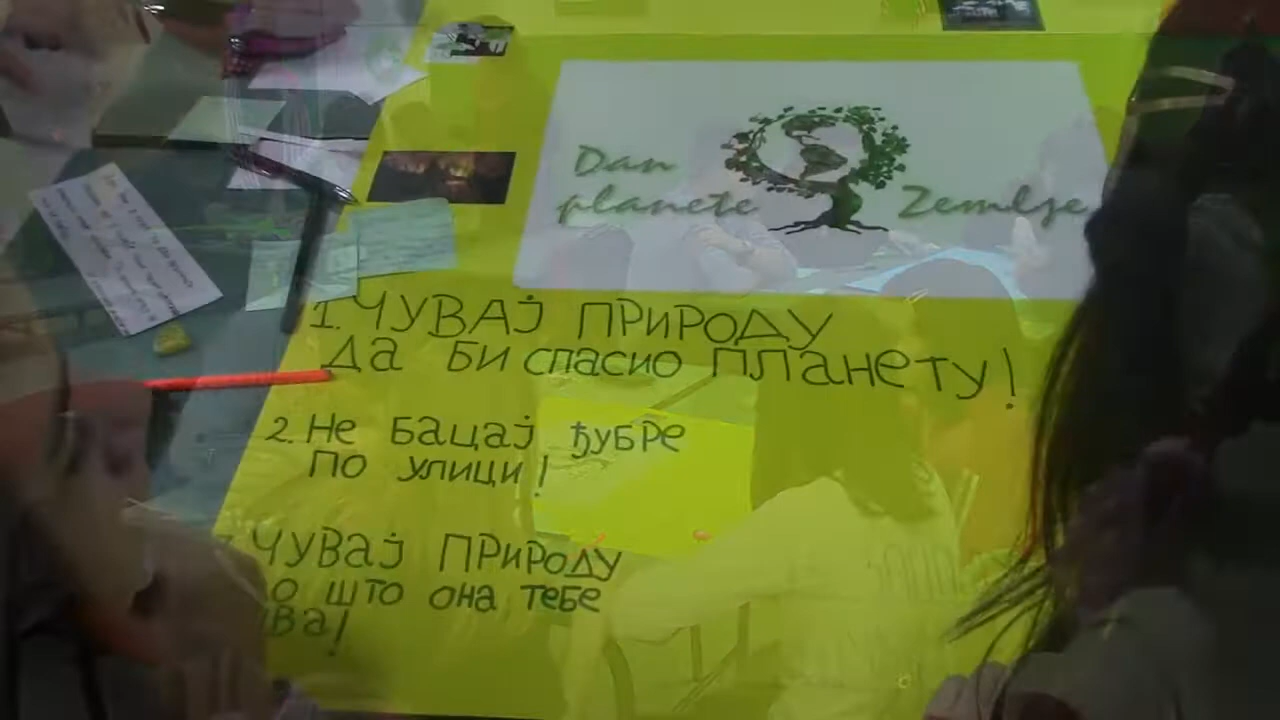 Dan
planete Zemlje
1. ЧУВАЈ ПРИРОДУ
ДА БИ СПАСИО ПЛАНЕТУ!
2. НЕ БАЦАЈ ЂУБРЕ
ПО УЛИЦИ!
ЧУВАЈ ПРИРОДУ
ШТО ОНА ТЕБЕ